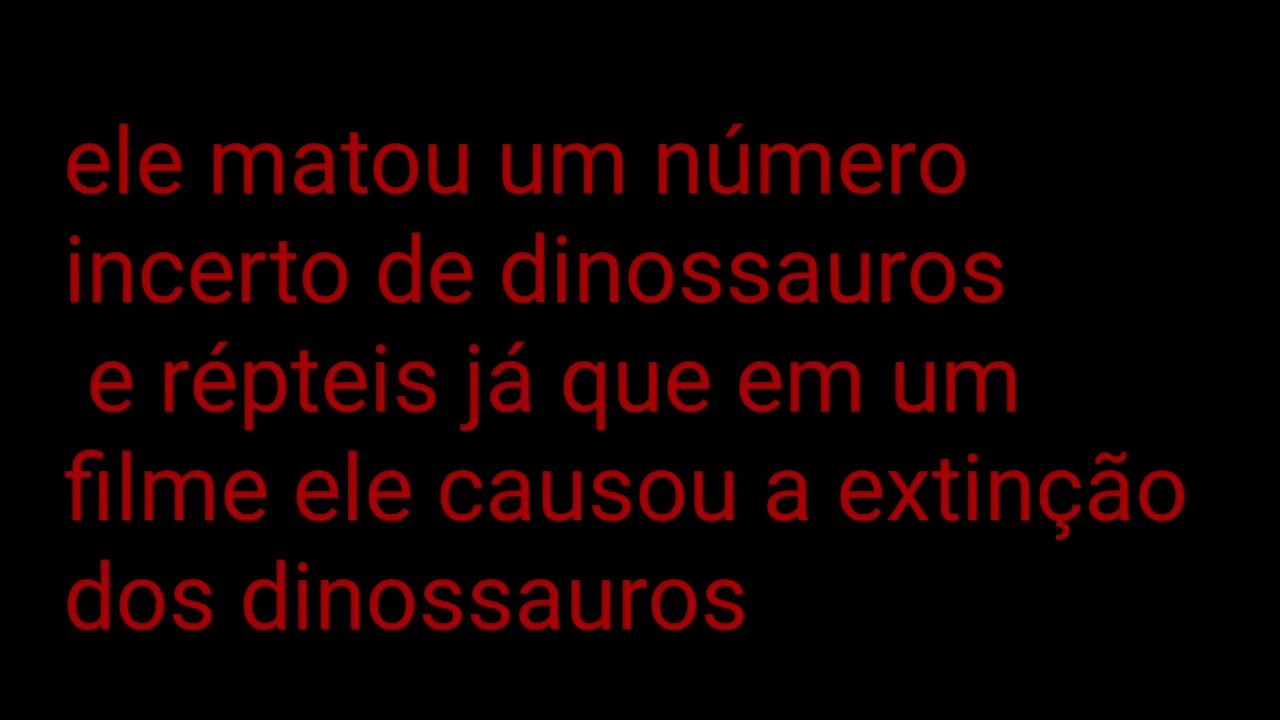 ele matou um número
incerto de dinossauros
e répteis já que em um
filme ele causou a extinção
dos dinossauros